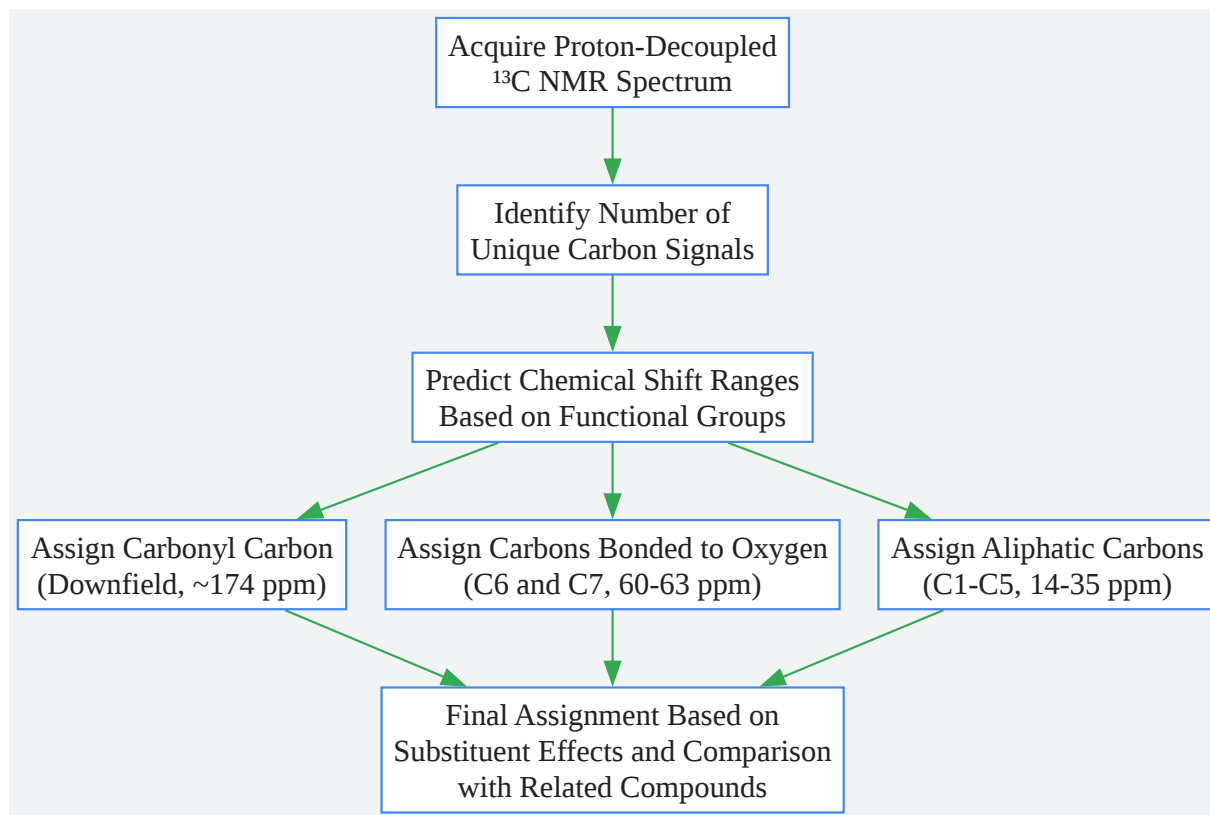 Acquire Proton-Decoupled
¹³C NMR Spectrum
Identify Number of
Unique Carbon Signals
Predict Chemical Shift Ranges
Based on Functional Groups
Assign Carbonyl Carbon
(Downfield, ~174 ppm)
Assign Carbons Bonded to Oxygen
(C6 and C7, 60-63 ppm)
Assign Aliphatic Carbons
(C1-C5, 14-35 ppm)
Final Assignment Based on
Substituent Effects and Comparison
with Related Compounds